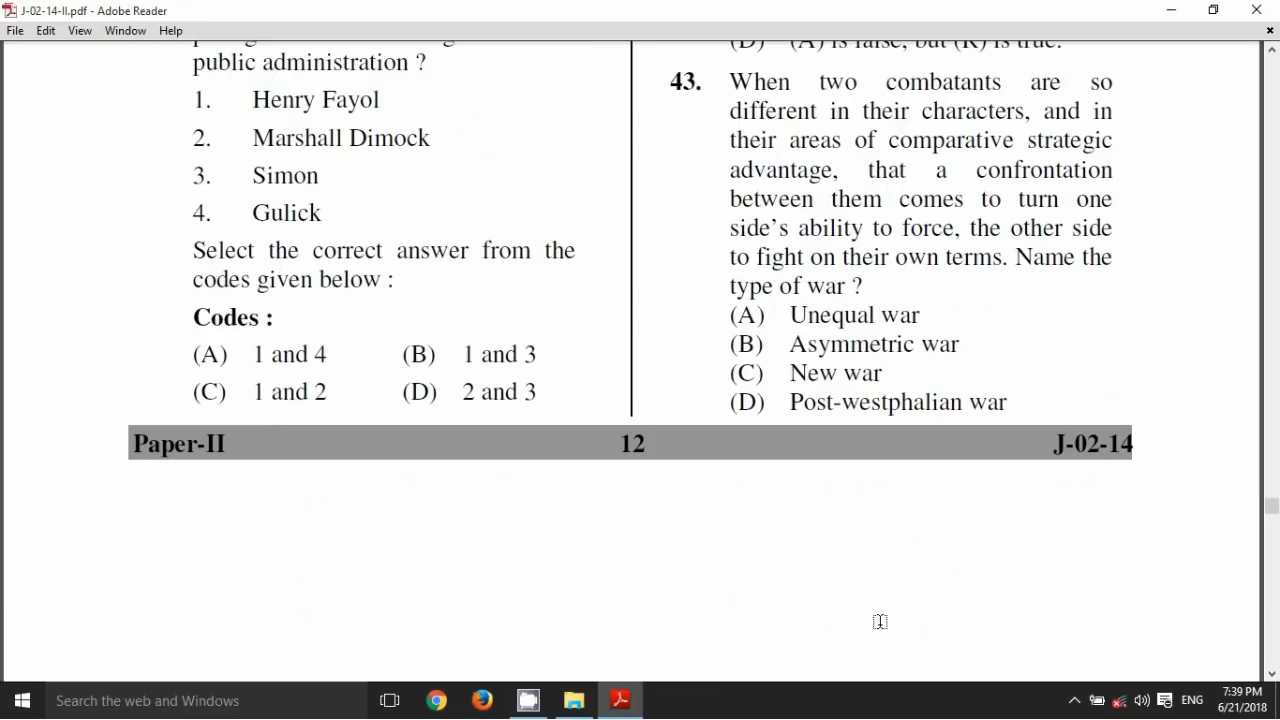 J-02-14-II.pdf - Adobe Reader
File Edit View Window Help
public administration ?
1. Henry Fayol
2. Marshall Dimock
3. Simon
4. Gulick
Select the correct answer from the
codes given below :
Codes :
(A) 1 and 4 (B) 1 and 3
(C) 1 and 2 (D) 2 and 3
(D) (A) is false, but (R) is true.
43. When two combatants are so
different in their characters, and in
their areas of comparative strategic
advantage, that a confrontation
between them comes to turn one
side's ability to force, the other side
to fight on their own terms. Name the
type of war ?
(A) Unequal war
(B) Asymmetric war
(C) New war
(D) Post-westphalian war
Paper-II 12 J-02-14
Search the web and Windows
ENG
7:39 PM
6/21/2018